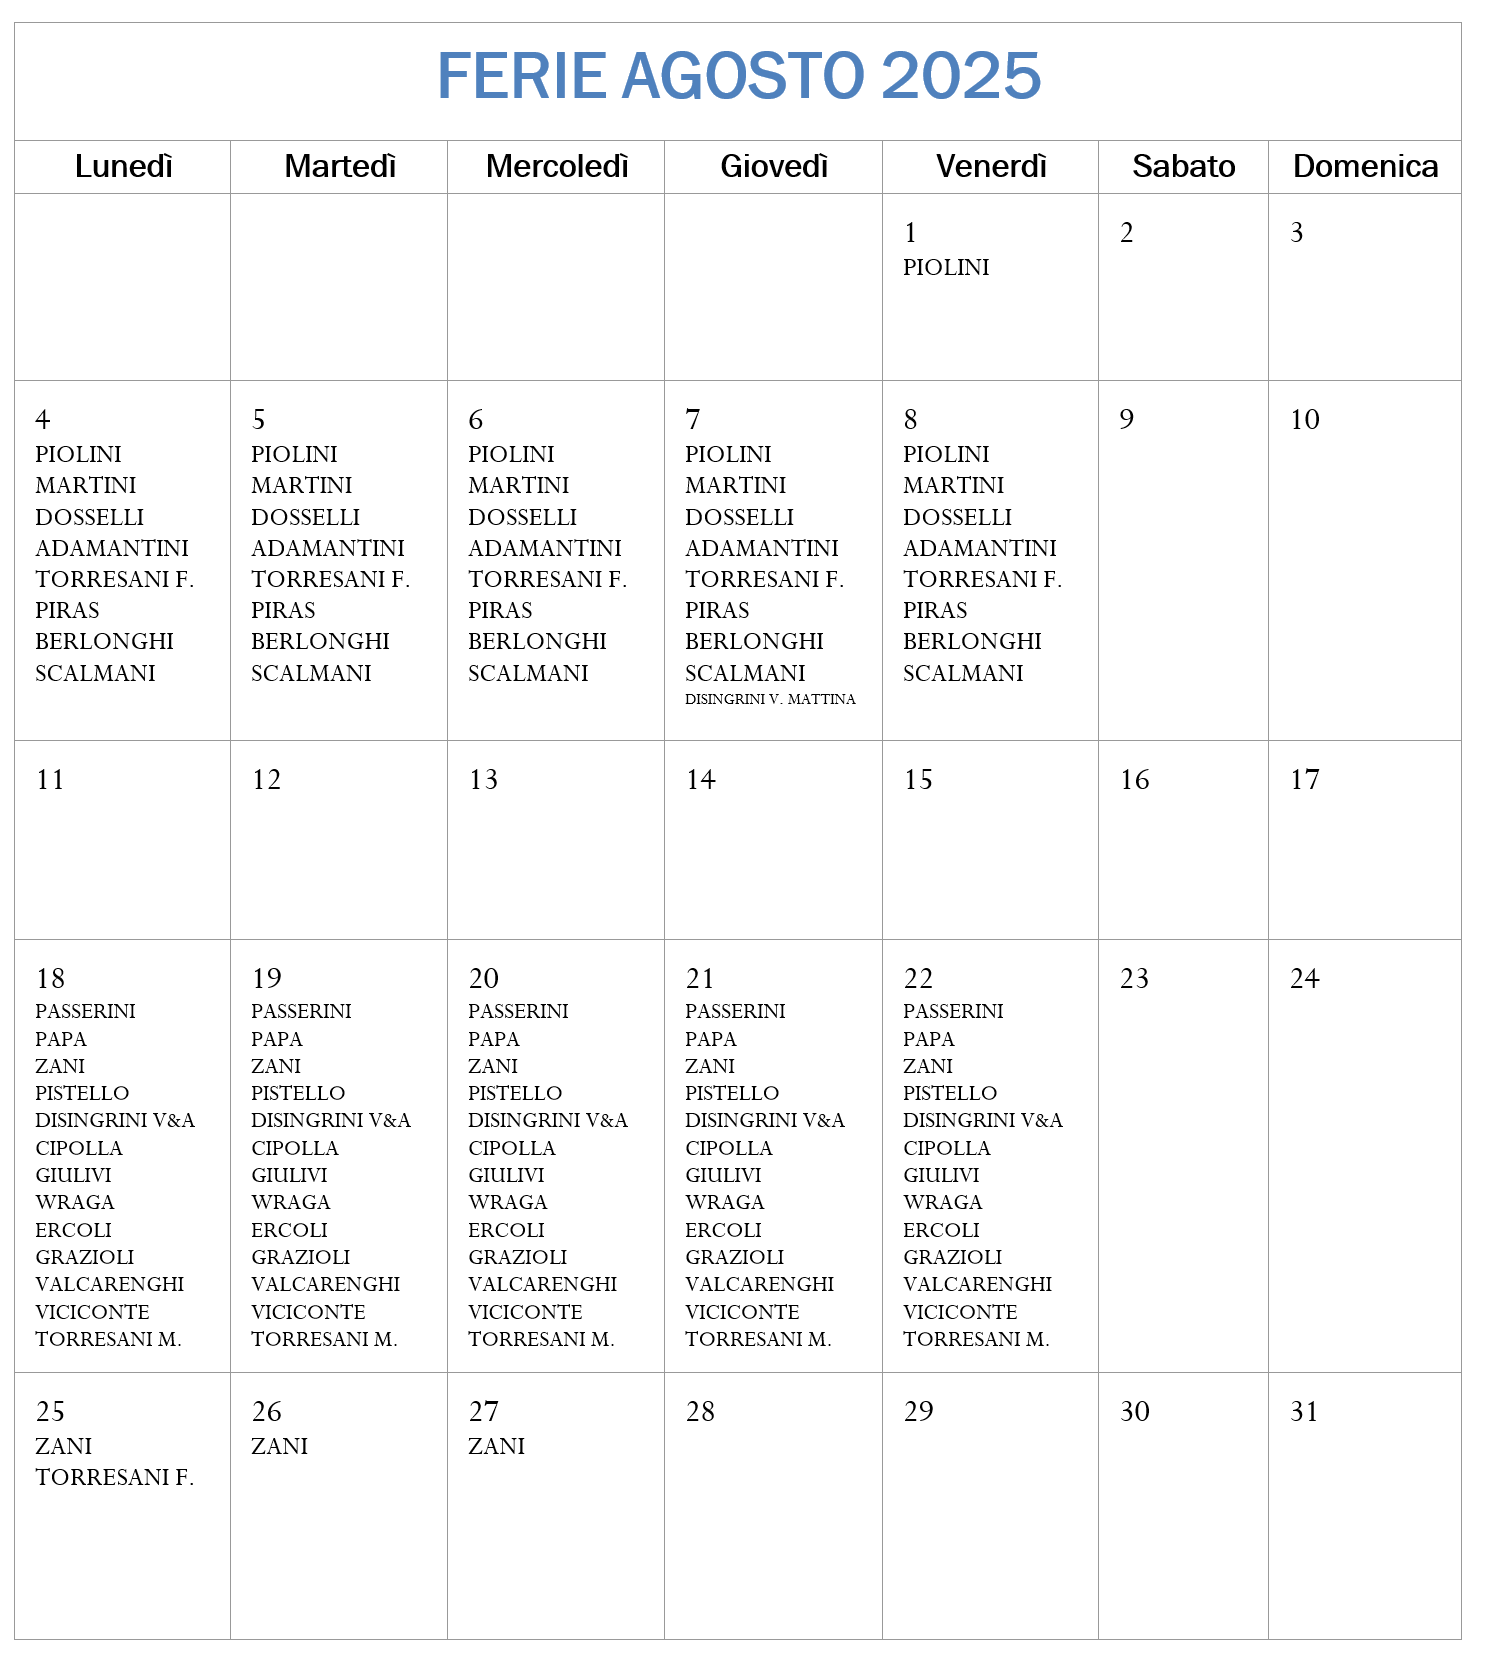 FERIE AGOSTO 2025
Lunedì Martedì Mercoledì Giovedì Venerdì Sabato Domenica
1
PIOLINI
2
3
4
PIOLINI
MARTINI
DOSSELLI
ADAMANTINI
TORRESANI F.
PIRAS
BERLONGHI
SCALMANI
5
PIOLINI
MARTINI
DOSSELLI
ADAMANTINI
TORRESANI F.
PIRAS
BERLONGHI
SCALMANI
6
PIOLINI
MARTINI
DOSSELLI
ADAMANTINI
TORRESANI F.
PIRAS
BERLONGHI
SCALMANI
7
PIOLINI
MARTINI
DOSSELLI
ADAMANTINI
TORRESANI F.
PIRAS
BERLONGHI
SCALMANI
DISINGRINI V. MATTINA
8
PIOLINI
MARTINI
DOSSELLI
ADAMANTINI
TORRESANI F.
PIRAS
BERLONGHI
SCALMANI
9
10
11
12
13
14
15
16
17
18
PASSERINI
PAPA
ZANI
PISTELLO
DISINGRINI V&A
CIPOLLA
GIULIVI
WRAGA
ERCOLI
GRAZIOLI
VALCARENGHI
VICICONTE
TORRESANI M.
19
PASSERINI
PAPA
ZANI
PISTELLO
DISINGRINI V&A
CIPOLLA
GIULIVI
WRAGA
ERCOLI
GRAZIOLI
VALCARENGHI
VICICONTE
TORRESANI M.
20
PASSERINI
PAPA
ZANI
PISTELLO
DISINGRINI V&A
CIPOLLA
GIULIVI
WRAGA
ERCOLI
GRAZIOLI
VALCARENGHI
VICICONTE
TORRESANI M.
21
PASSERINI
PAPA
ZANI
PISTELLO
DISINGRINI V&A
CIPOLLA
GIULIVI
WRAGA
ERCOLI
GRAZIOLI
VALCARENGHI
VICICONTE
TORRESANI M.
22
PASSERINI
PAPA
ZANI
PISTELLO
DISINGRINI V&A
CIPOLLA
GIULIVI
WRAGA
ERCOLI
GRAZIOLI
VALCARENGHI
VICICONTE
TORRESANI M.
23
24
25
ZANI
TORRESANI F.
26
ZANI
27
ZANI
28
29
30
31